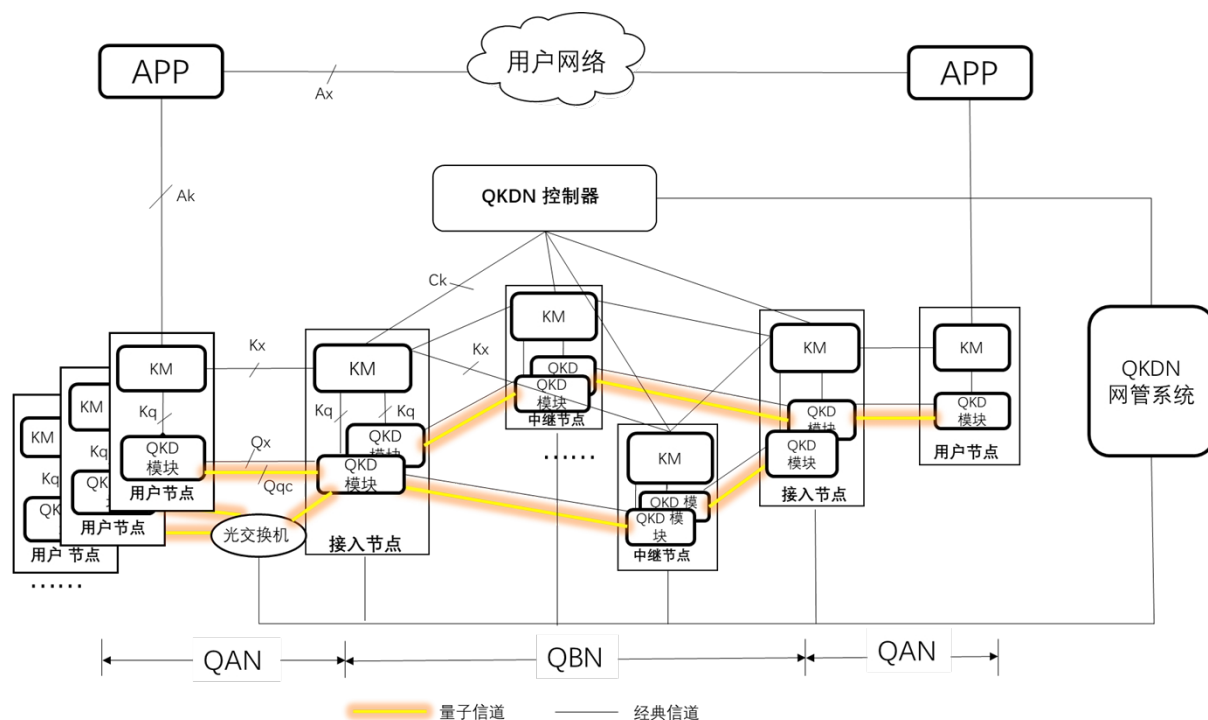 用户网络
APP
APP
Ax
Ak
QKDN 控制器
Ck
KM
KM
KM
KM
KM
KM
KM
KM
Kx
Kx
Kq
Kq
Kq
Kq
Kq
QKD
QKD
模块
中继节点
......
QKD
模块
用户节点
Qx
Qqc
模块
QKD
模块
接入节点
用户节点
用户 节点
......
光交换机
QKD 模
QKD 模
块
中继节点
QKD
模块
QKD
模块
接入节点
QKD
模块
用户节点
QKDN
网管系统
QAN
QBN
QAN
量子信道
经典信道